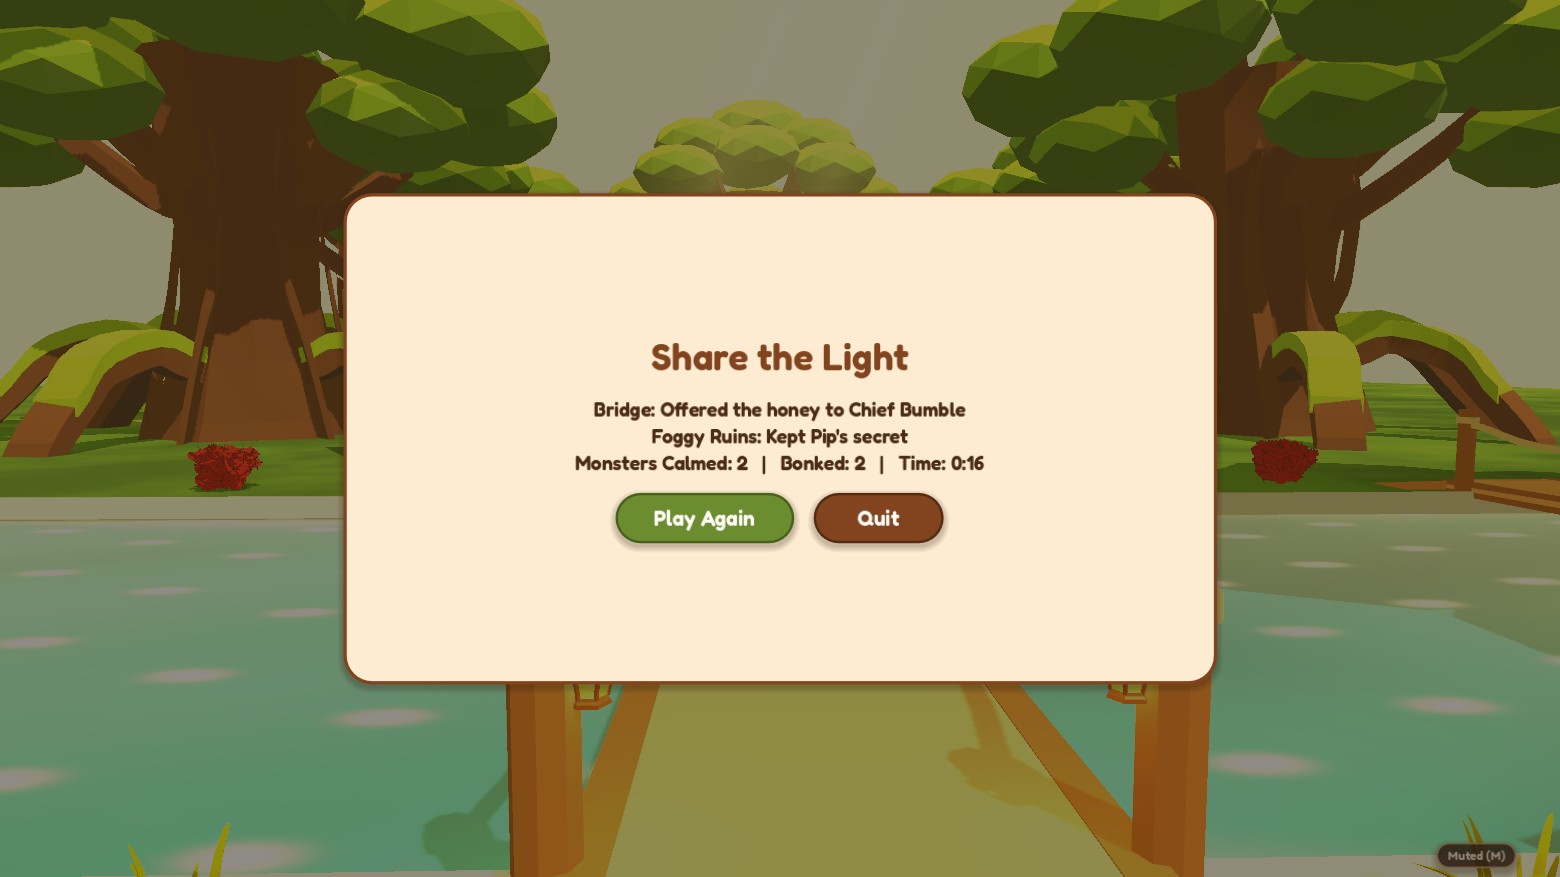 Share the Light
Bridge: Offered the honey to Chief Bumble
Foggy Ruins: Kept Pip's secret
Monsters Calmed: 2 | Bonked: 2 | Time: 0:16
Play Again
Quit
Muted (M)